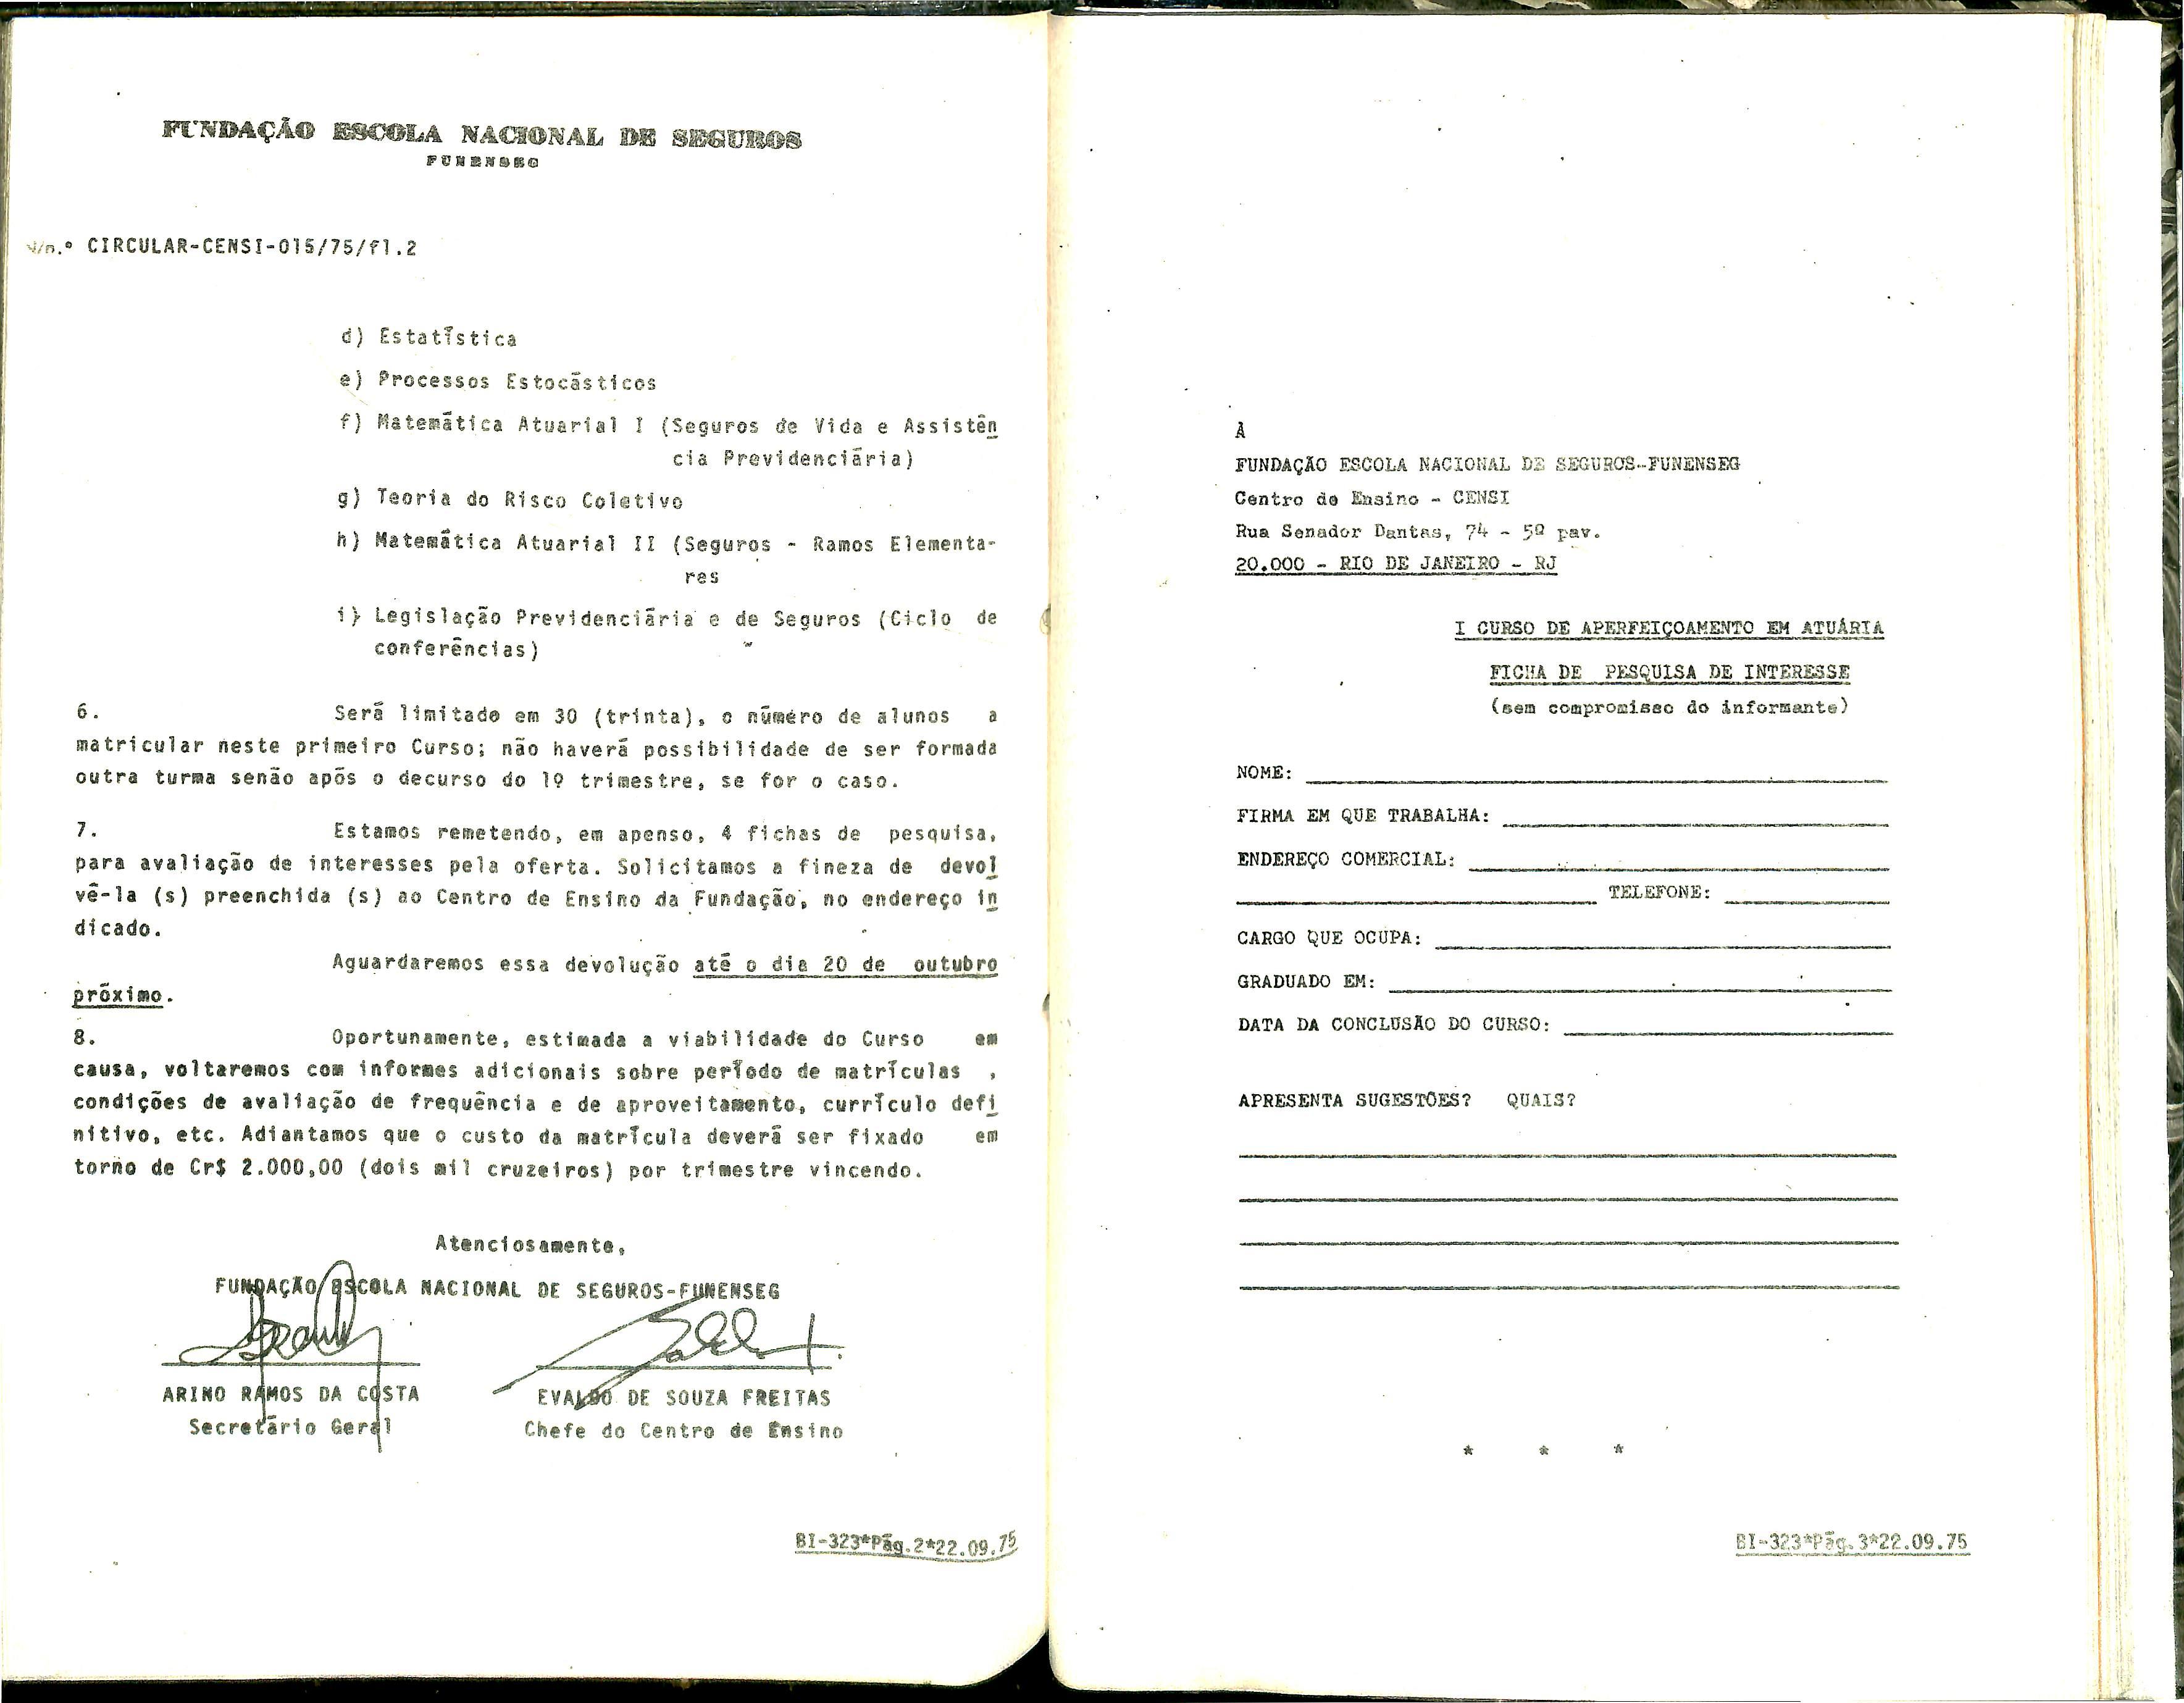 FUNDAÇÃO ESCOLA NACIONAL DE SEGUROS
FUNENSEG
N/n.º CIRCULAR-CENSI-015/75/fl.2
d) Estatística
e) Processos Estocásticos
f) Matemática Atuarial I (Seguros de Vida e Assistên
cia Previdenciária)
g) Teoria do Risco Coletivo
h) Matemática Atuarial II (Seguros - Ramos Elementa-
res
i) Legislação Previdenciária e de Seguros (Ciclo de
conferências)
6. Será limitado em 30 (trinta), o número de alunos a
matricular neste primeiro Curso; não haverá possibilidade de ser formada
outra turma senão após o decurso do 1º trimestre, se for o caso.
7. Estamos remetendo, em apenso, 4 fichas de pesquisa,
para avaliação de interesses pela oferta. Solicitamos a fineza de devol
vê-la (s) preenchida (s) ao Centro de Ensino da Fundação, no endereço in
dicado.
Aguardaremos essa devolução até o dia 20 de outubro
próximo.
8. Oportunamente, estimada a viabilidade do Curso em
causa, voltaremos com informes adicionais sobre período de matrículas ,
condições de avaliação de frequência e de aproveitamento, currículo defi
nitivo, etc. Adiantamos que o custo da matrícula deverá ser fixado em
torno de Cr$ 2.000,00 (dois mil cruzeiros) por trimestre vincendo.
Atenciosamente,
FUNDAÇÃO ESCOLA NACIONAL DE SEGUROS-FUNENSEG
ARINO RAMOS DA COSTA
Secretário Geral
EVALDO DE SOUZA FREITAS
Chefe do Centro de Ensino
BI-323*Pág.2*22.09.75
À
FUNDAÇÃO ESCOLA NACIONAL DE SEGUROS-FUNENSEG
Centro de Ensino - CENSI
Rua Senador Dantas, 74 - 5º pav.
20.000 - RIO DE JANEIRO - RJ
I CURSO DE APERFEIÇOAMENTO EM ATUÁRIA
FICHA DE PESQUISA DE INTERESSE
(sem compromisso do informante)
NOME:
FIRMA EM QUE TRABALHA:
ENDEREÇO COMERCIAL:
TELEFONE:
CARGO QUE OCUPA:
GRADUADO EM:
DATA DA CONCLUSÃO DO CURSO:
APRESENTA SUGESTÕES? QUAIS?
* * *
BI-323*Pág.3*22.09.75